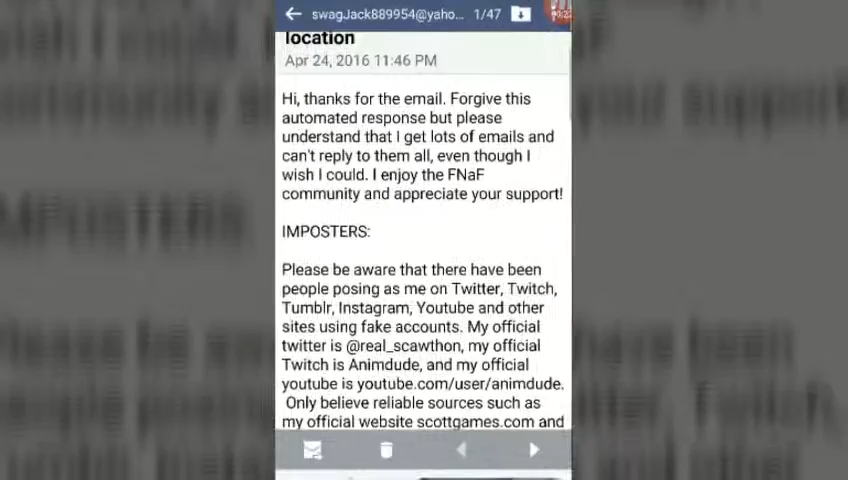 swagJack889954@yaho... 1/47
location
Apr 24, 2016 11:46 PM
Hi, thanks for the email. Forgive this
automated response but please
understand that I get lots of emails and
can't reply to them all, even though I
wish I could. I enjoy the FNaF
community and appreciate your support!
IMPOSTERS:
Please be aware that there have been
people posing as me on Twitter, Twitch,
Tumblr, Instagram, Youtube and other
sites using fake accounts. My official
twitter is @real_scawthon, my official
Twitch is Animdude, and my official
youtube is youtube.com/user/animdude.
Only believe reliable sources such as
my official website scottgames.com and